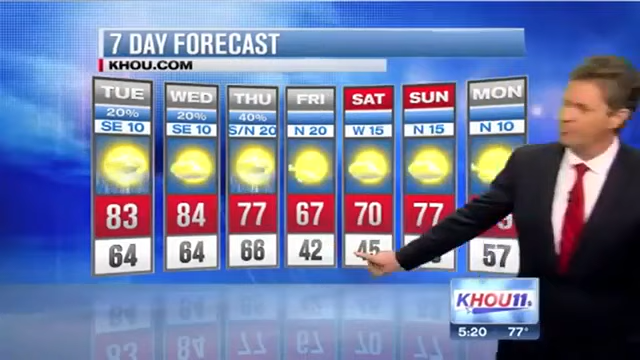 7 DAY FORECAST
KHOU.COM
TUE WED THU FRI SAT SUN MON
20% 20% 40%
SE 10 SE 10 S/N 20 N 20 W 15 N 15 N 10
83 84 77 67 70 77
64 64 66 42 45 57
KHOU11
5:20 77°